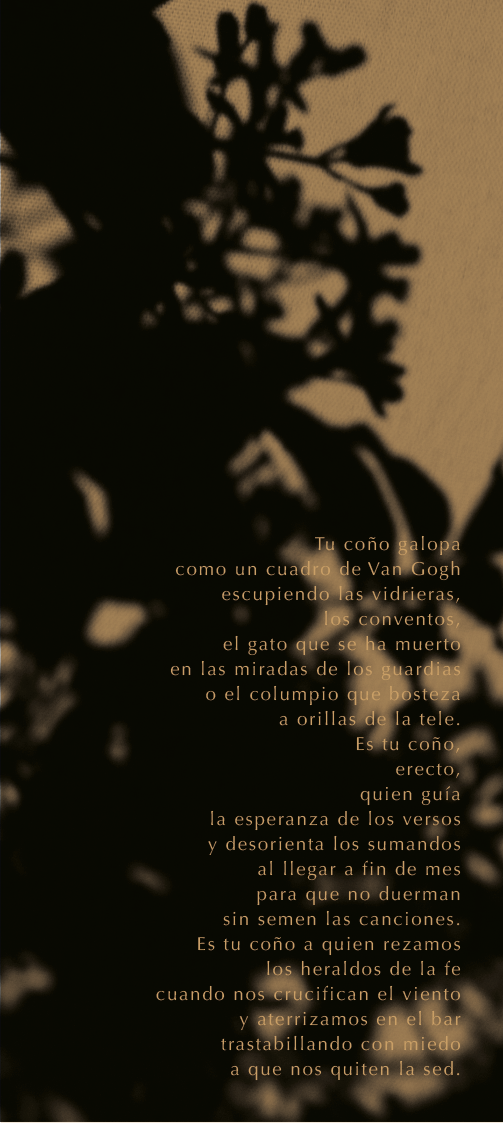 Tu coño galopa
como un cuadro de Van Gogh
escupiendo las vidrieras,
los conventos,
el gato que se ha muerto
en las miradas de los guardias
o el columpio que bosteza
a orillas de la tele.
Es tu coño,
erecto,
quien guía
la esperanza de los versos
y desorienta los sumandos
al llegar a fin de mes
para que no duerman
sin semen las canciones.
Es tu coño a quien rezamos
los heraldos de la fe
cuando nos crucifican el viento
y aterrizamos en el bar
trastabillando con miedo
a que nos quiten la sed.